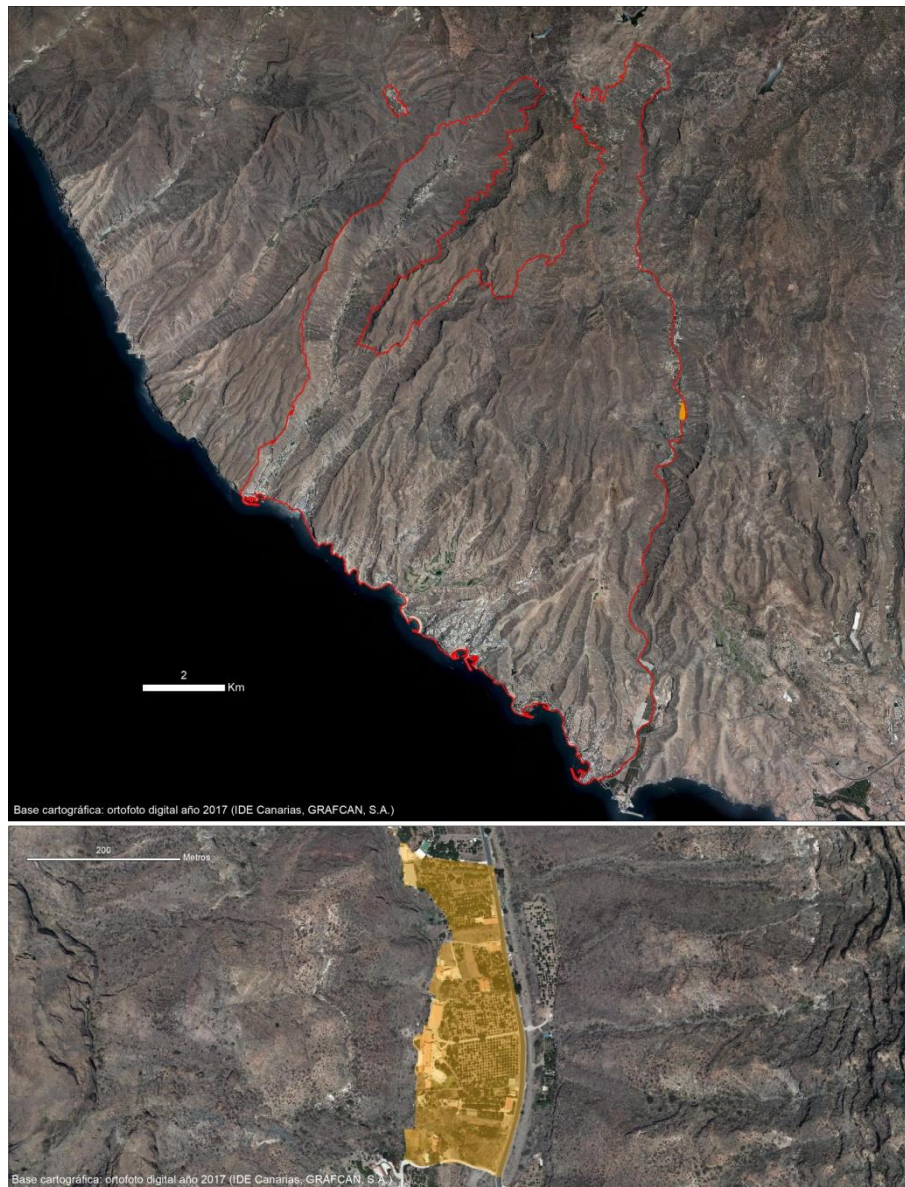 2
Km
Base cartográfica: ortofoto digital año 2017 (IDE Canarias, GRAFCAN, S.A.)
200
Metros
Base cartográfica: ortofoto digital año 2017 (IDE Canarias, GRAFCAN, S.A.)